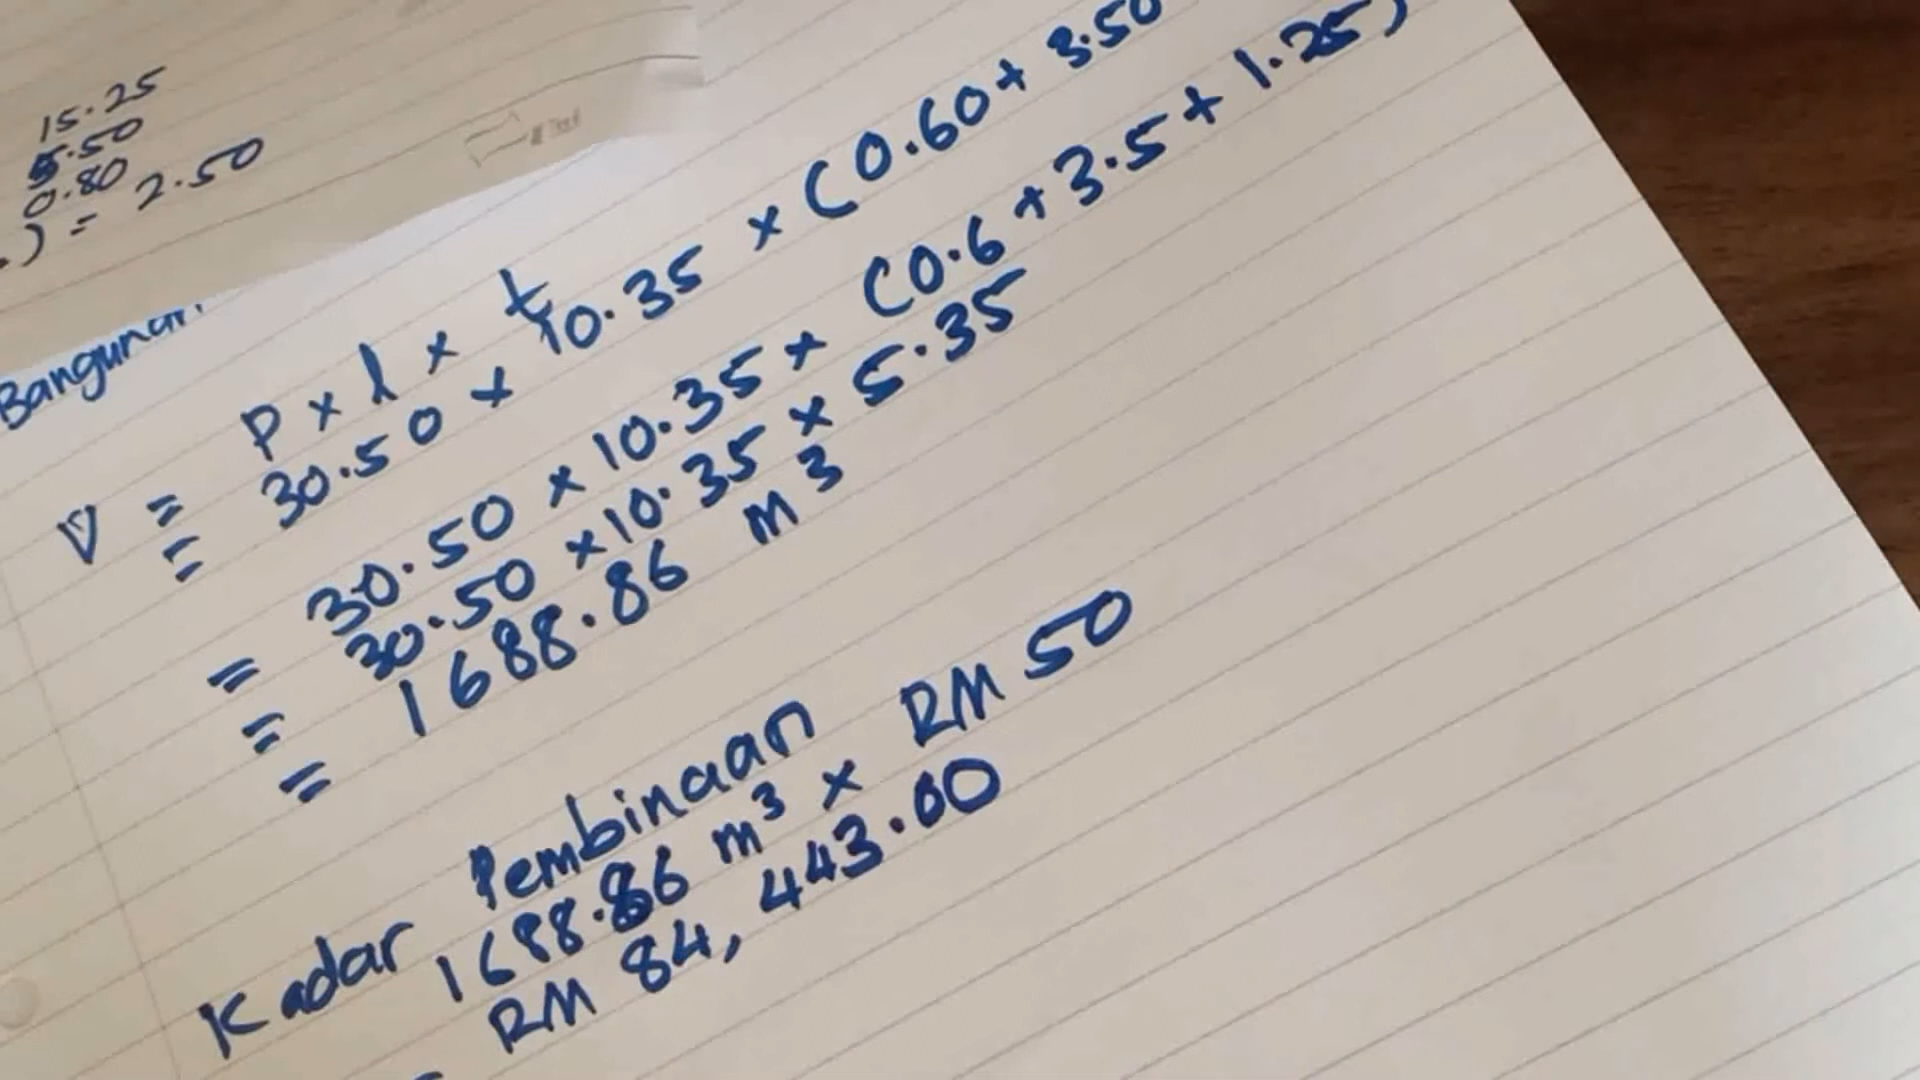 15.25
5.50
0.80
) = 2.50
Bangunan
V = P x l x t
= 30.50 x 10.35 x (0.60 + 3.50
= 30.50 x 10.35 x (0.6 + 3.5 + 1.25)
= 30.50 x 10.35 x 5.35
= 1688.86 m3
Kadar Pembinaan
1688.86 m3 x RM 50
RM 84, 443.00